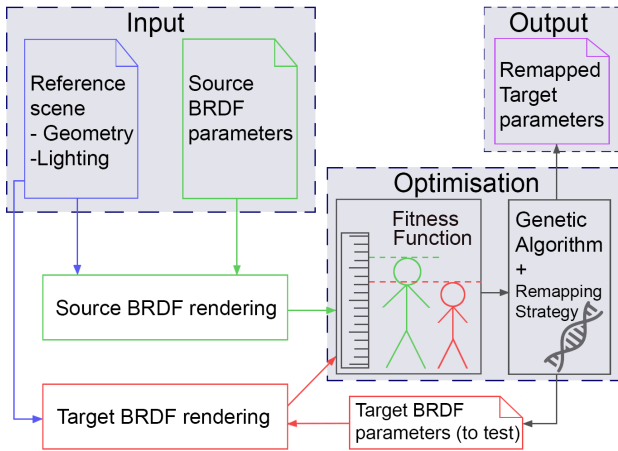 Input
Reference
scene
- Geometry
-Lighting
Source
BRDF
parameters
Output
Remapped
Target
parameters
Optimisation
Fitness
Function
Genetic
Algorithm
+
Remapping
Strategy
Source BRDF rendering
Target BRDF rendering
Target BRDF
parameters (to test)